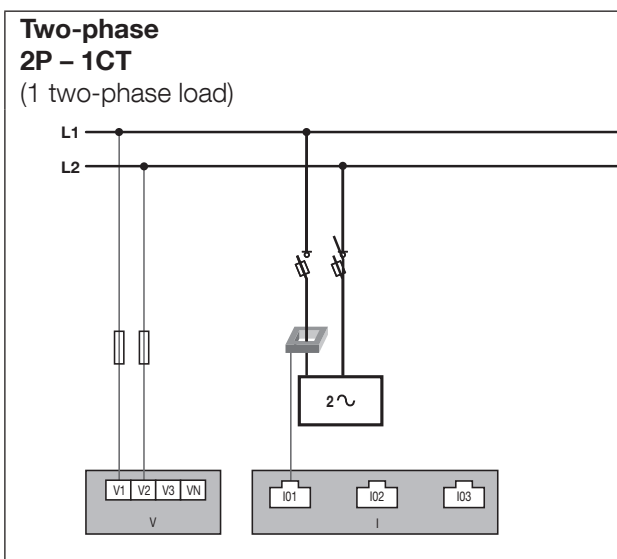 Two-phase
2P – 1CT
(1 two-phase load)
L1
L2
2
V1 V2 V3 VN
V
I01 I02 I03
I